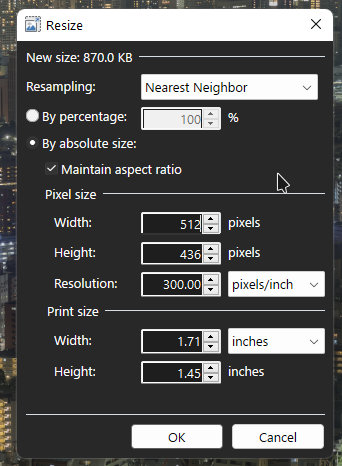 Resize
New size: 870.0 KB
Resampling: Nearest Neighbor
By percentage: 100 %
By absolute size:
Maintain aspect ratio
Pixel size
Width: 512 pixels
Height: 436 pixels
Resolution: 300.00 pixels/inch
Print size
Width: 1.71 inches
Height: 1.45 inches
OK Cancel